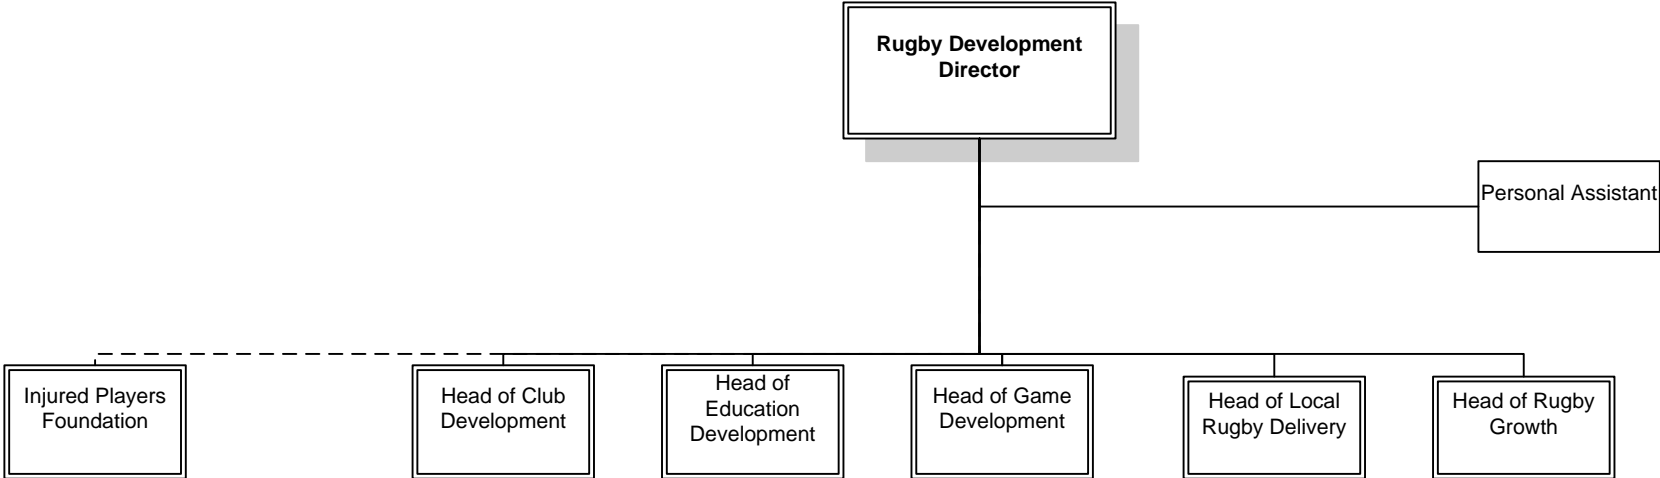 Rugby Development
Director
Personal Assistant
Injured Players
Foundation
Head of Club
Development
Head of
Education
Development
Head of Game
Development
Head of Local
Rugby Delivery
Head of Rugby
Growth